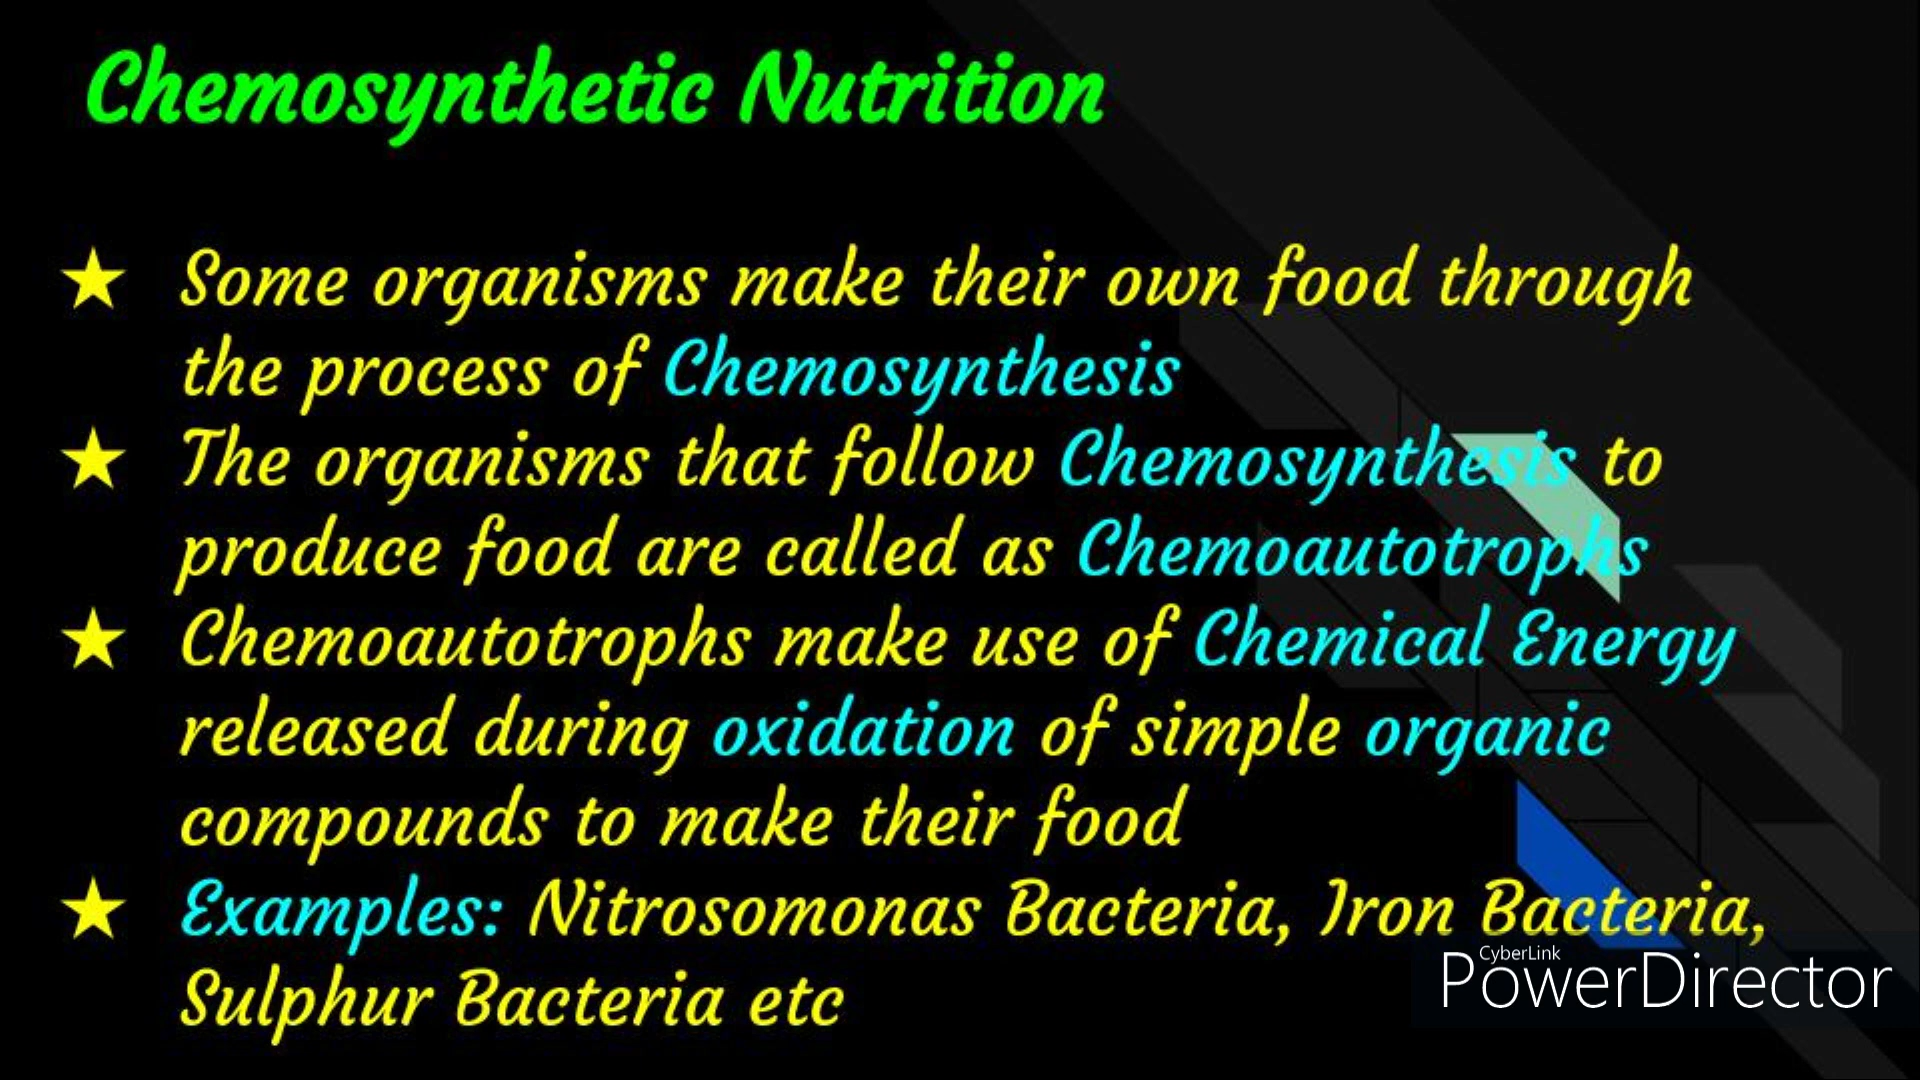 Chemosynthetic Nutrition
★ Some organisms make their own food through
the process of Chemosynthesis
★ The organisms that follow Chemosynthesis to
produce food are called as Chemoautotrophs
★ Chemoautotrophs make use of Chemical Energy
released during oxidation of simple organic
compounds to make their food
★ Examples: Nitrosomonas Bacteria, Iron Bacteria,
Sulphur Bacteria etc
CyberLink
PowerDirector